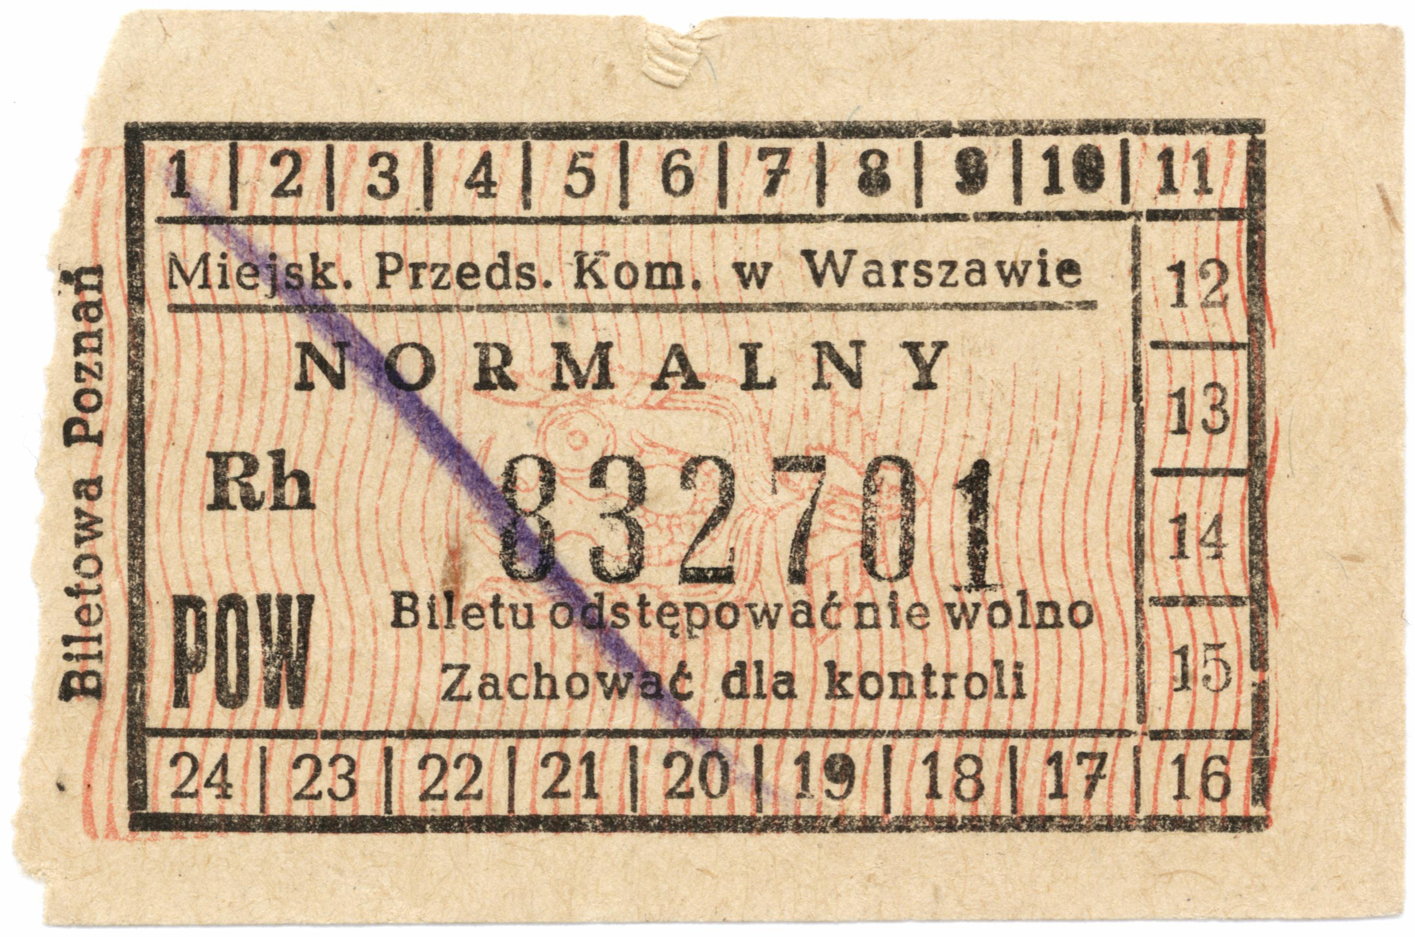 1 | 2 | 3 | 4 | 5 | 6 | 7 | 8 | 9 | 10 | 11
Miejsk. Przeds. Kom. w Warszawie
12
NORMALNY
13
Rh 832701
14
POW
Biletu odstępować nie wolno
15
Zachować dla kontroli
24 | 23 | 22 | 21 | 20 | 19 | 18 | 17 | 16
Biletowa Poznań